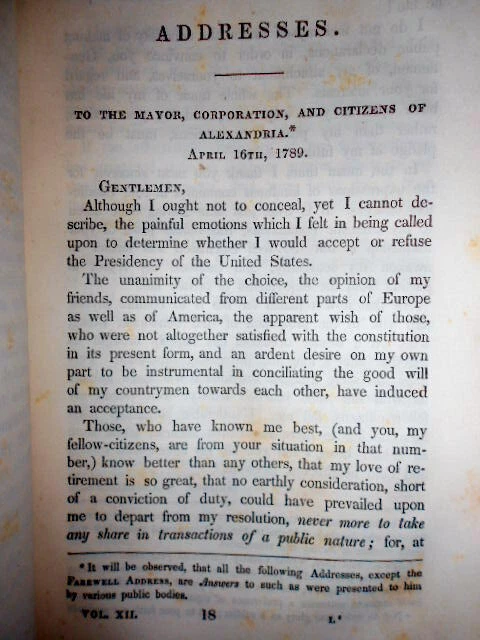 ADDRESSES.
TO THE MAYOR, CORPORATION, AND CITIZENS OF
ALEXANDRIA.*
APRIL 16TH, 1789.
GENTLEMEN,
Although I ought not to conceal, yet I cannot de-
scribe, the painful emotions which I felt in being called
upon to determine whether I would accept or refuse
the Presidency of the United States.
The unanimity of the choice, the opinion of my
friends, communicated from different parts of Europe
as well as of America, the apparent wish of those,
who were not altogether satisfied with the constitution
in its present form, and an ardent desire on my own
part to be instrumental in conciliating the good will
of my countrymen towards each other, have induced
an acceptance.
Those, who have known me best, (and you, my
fellow-citizens, are from your situation in that num-
ber,) know better than any others, that my love of re-
tirement is so great, that no earthly consideration, short
of a conviction of duty, could have prevailed upon
me to depart from my resolution, never more to take
any share in transactions of a public nature; for, at
* It will be observed, that all the following Addresses, except the
FAREWELL ADDRESS, are Answers to such as were presented to him
by various public bodies.
VOL. XII. 18 L*